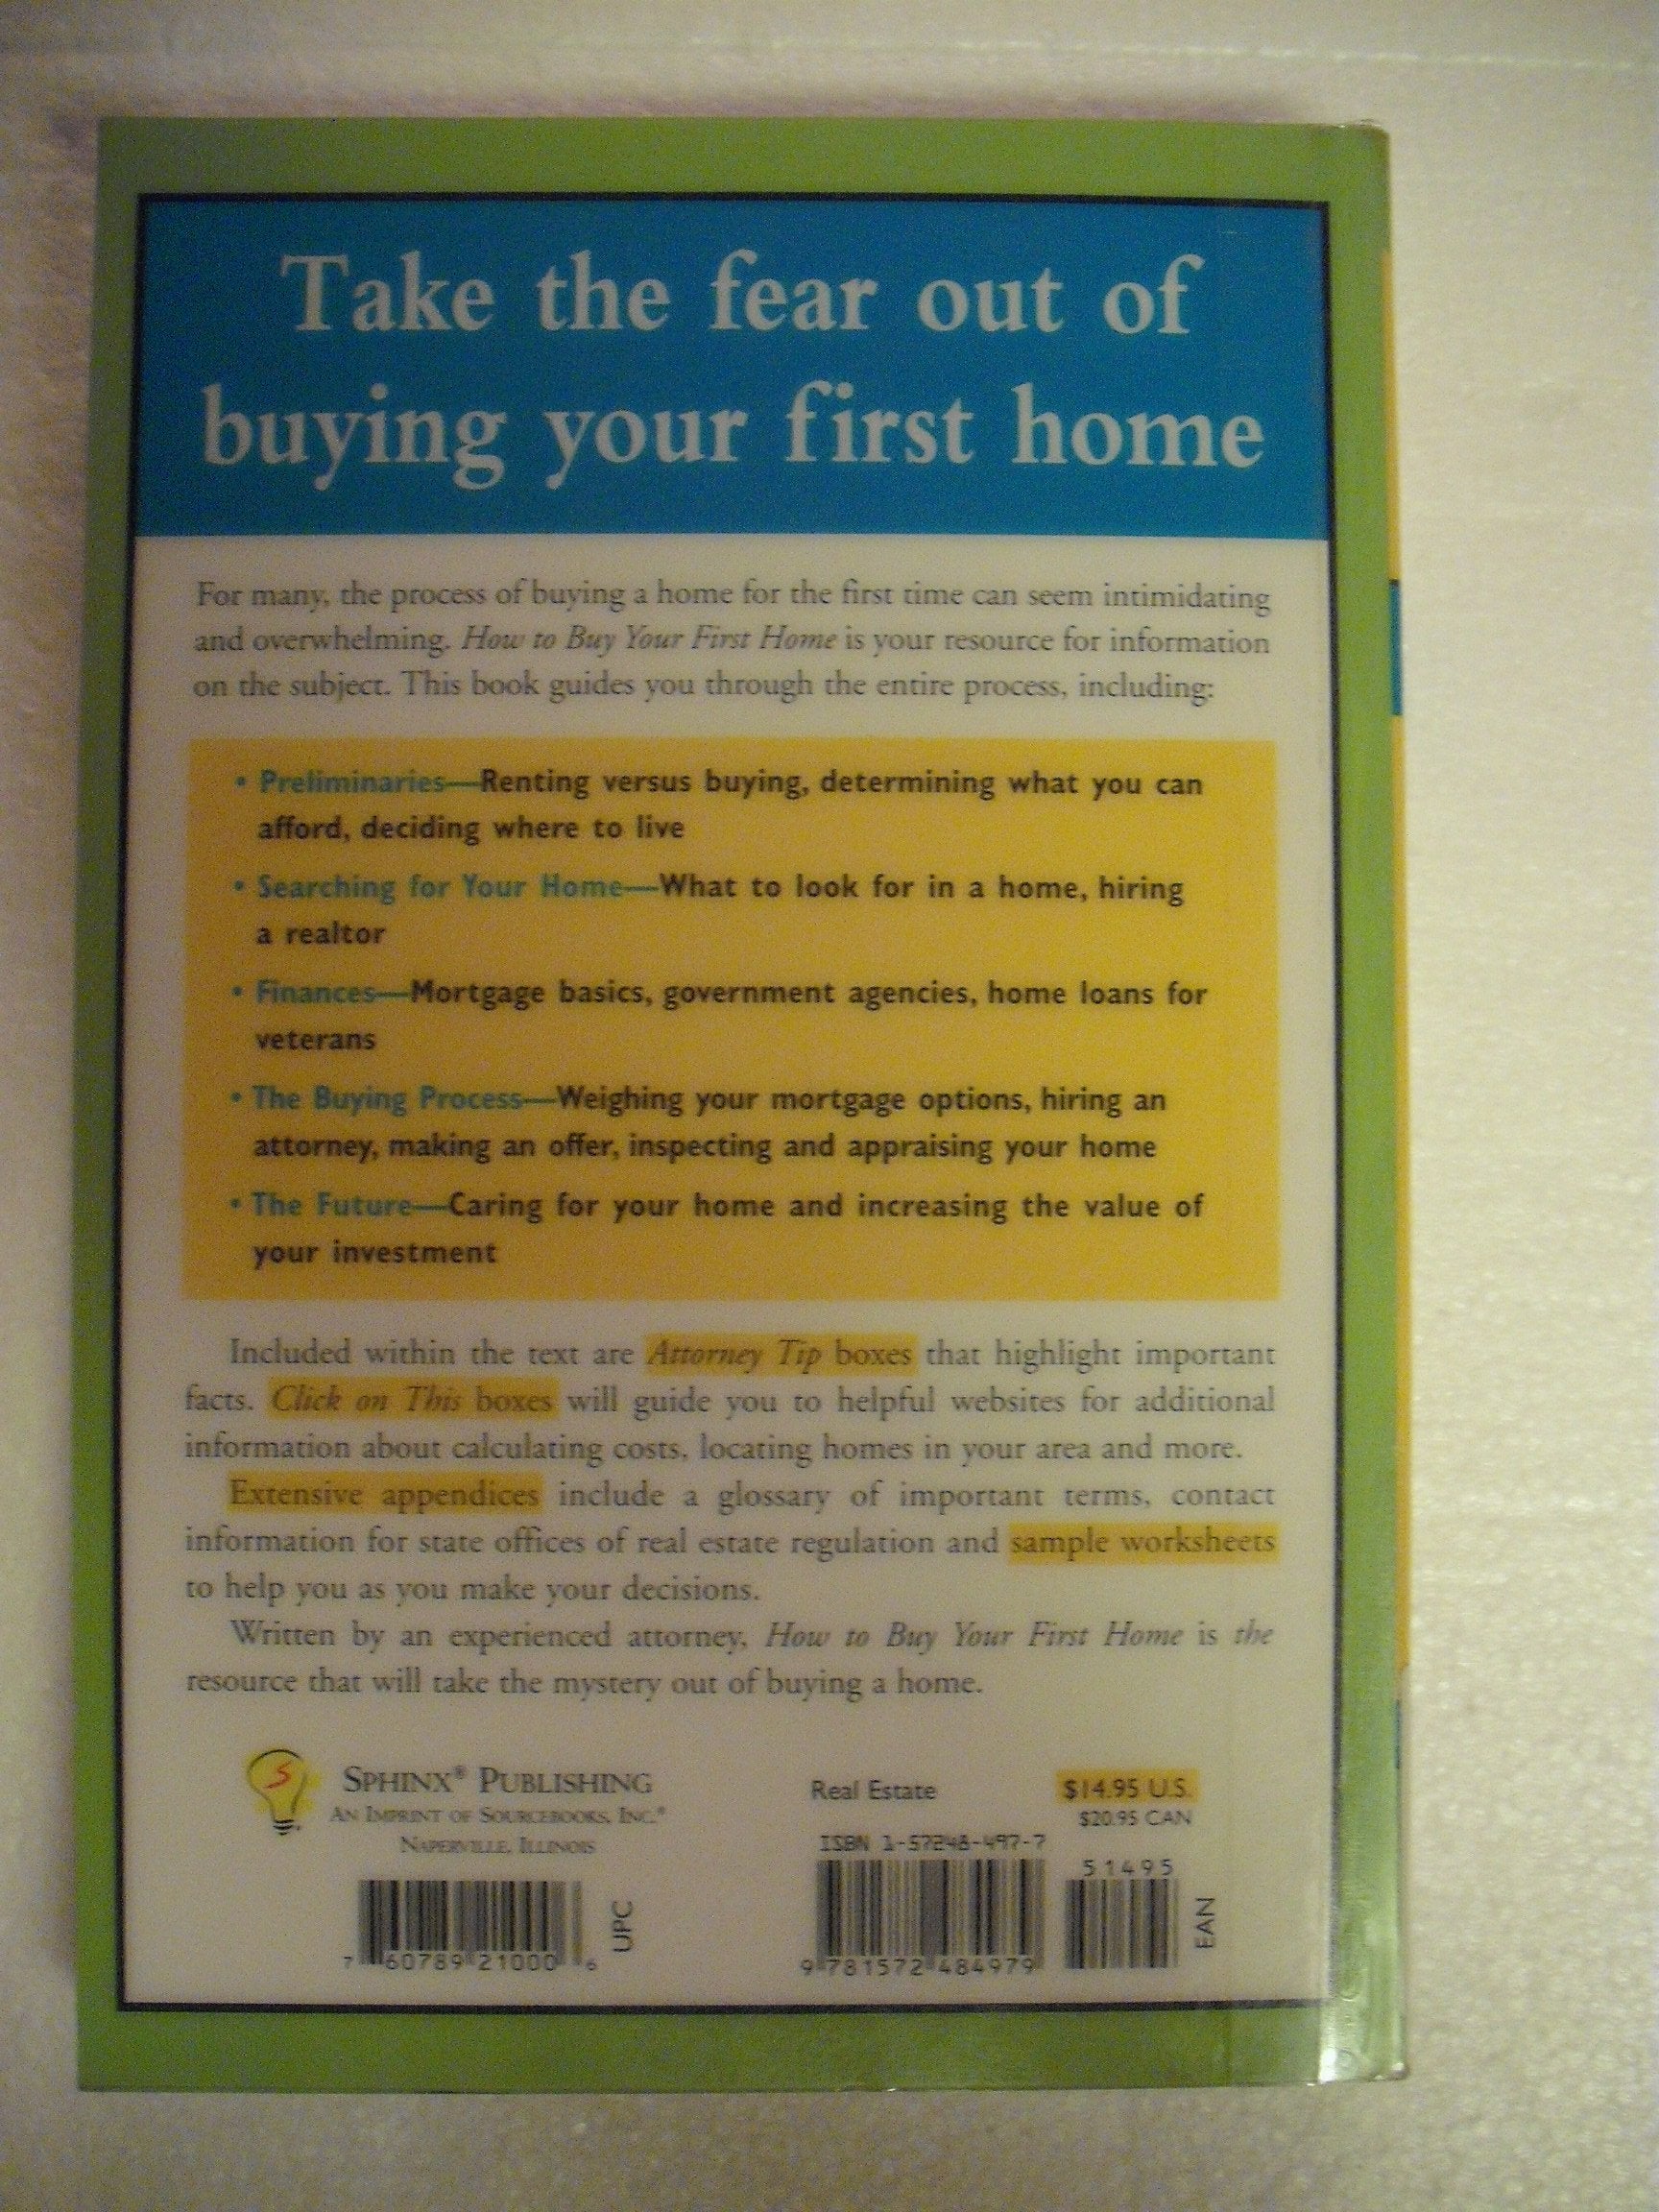 Take the fear out of
buying your first home
For many, the process of buying a home for the first time can seem intimidating
and overwhelming. How to Buy Your First Home is your resource for information
on the subject. This book guides you through the entire process, including:
• Preliminaries—Renting versus buying, determining what you can
afford, deciding where to live
• Searching for Your Home—What to look for in a home, hiring
a realtor
• Finances—Mortgage basics, government agencies, home loans for
veterans
• The Buying Process—Weighing your mortgage options, hiring an
attorney, making an offer, inspecting and appraising your home
• The Future—Caring for your home and increasing the value of
your investment
Included within the text are Attorney Tip boxes that highlight important
facts. Click on This boxes will guide you to helpful websites for additional
information about calculating costs, locating homes in your area and more.
Extensive appendices include a glossary of important terms, contact
information for state offices of real estate regulation and sample worksheets
to help you as you make your decisions.
Written by an experienced attorney, How to Buy Your First Home is the
resource that will take the mystery out of buying a home.
S
SPHINX® PUBLISHING
AN IMPRINT OF SOURCEBOOKS, INC.®
NAPERVILLE, ILLINOIS
7 60789 21000 6
UPC
Real Estate
$14.95 U.S.
$20.95 CAN
ISBN 1-57248-497-7
51495
9 781572 484979
EAN